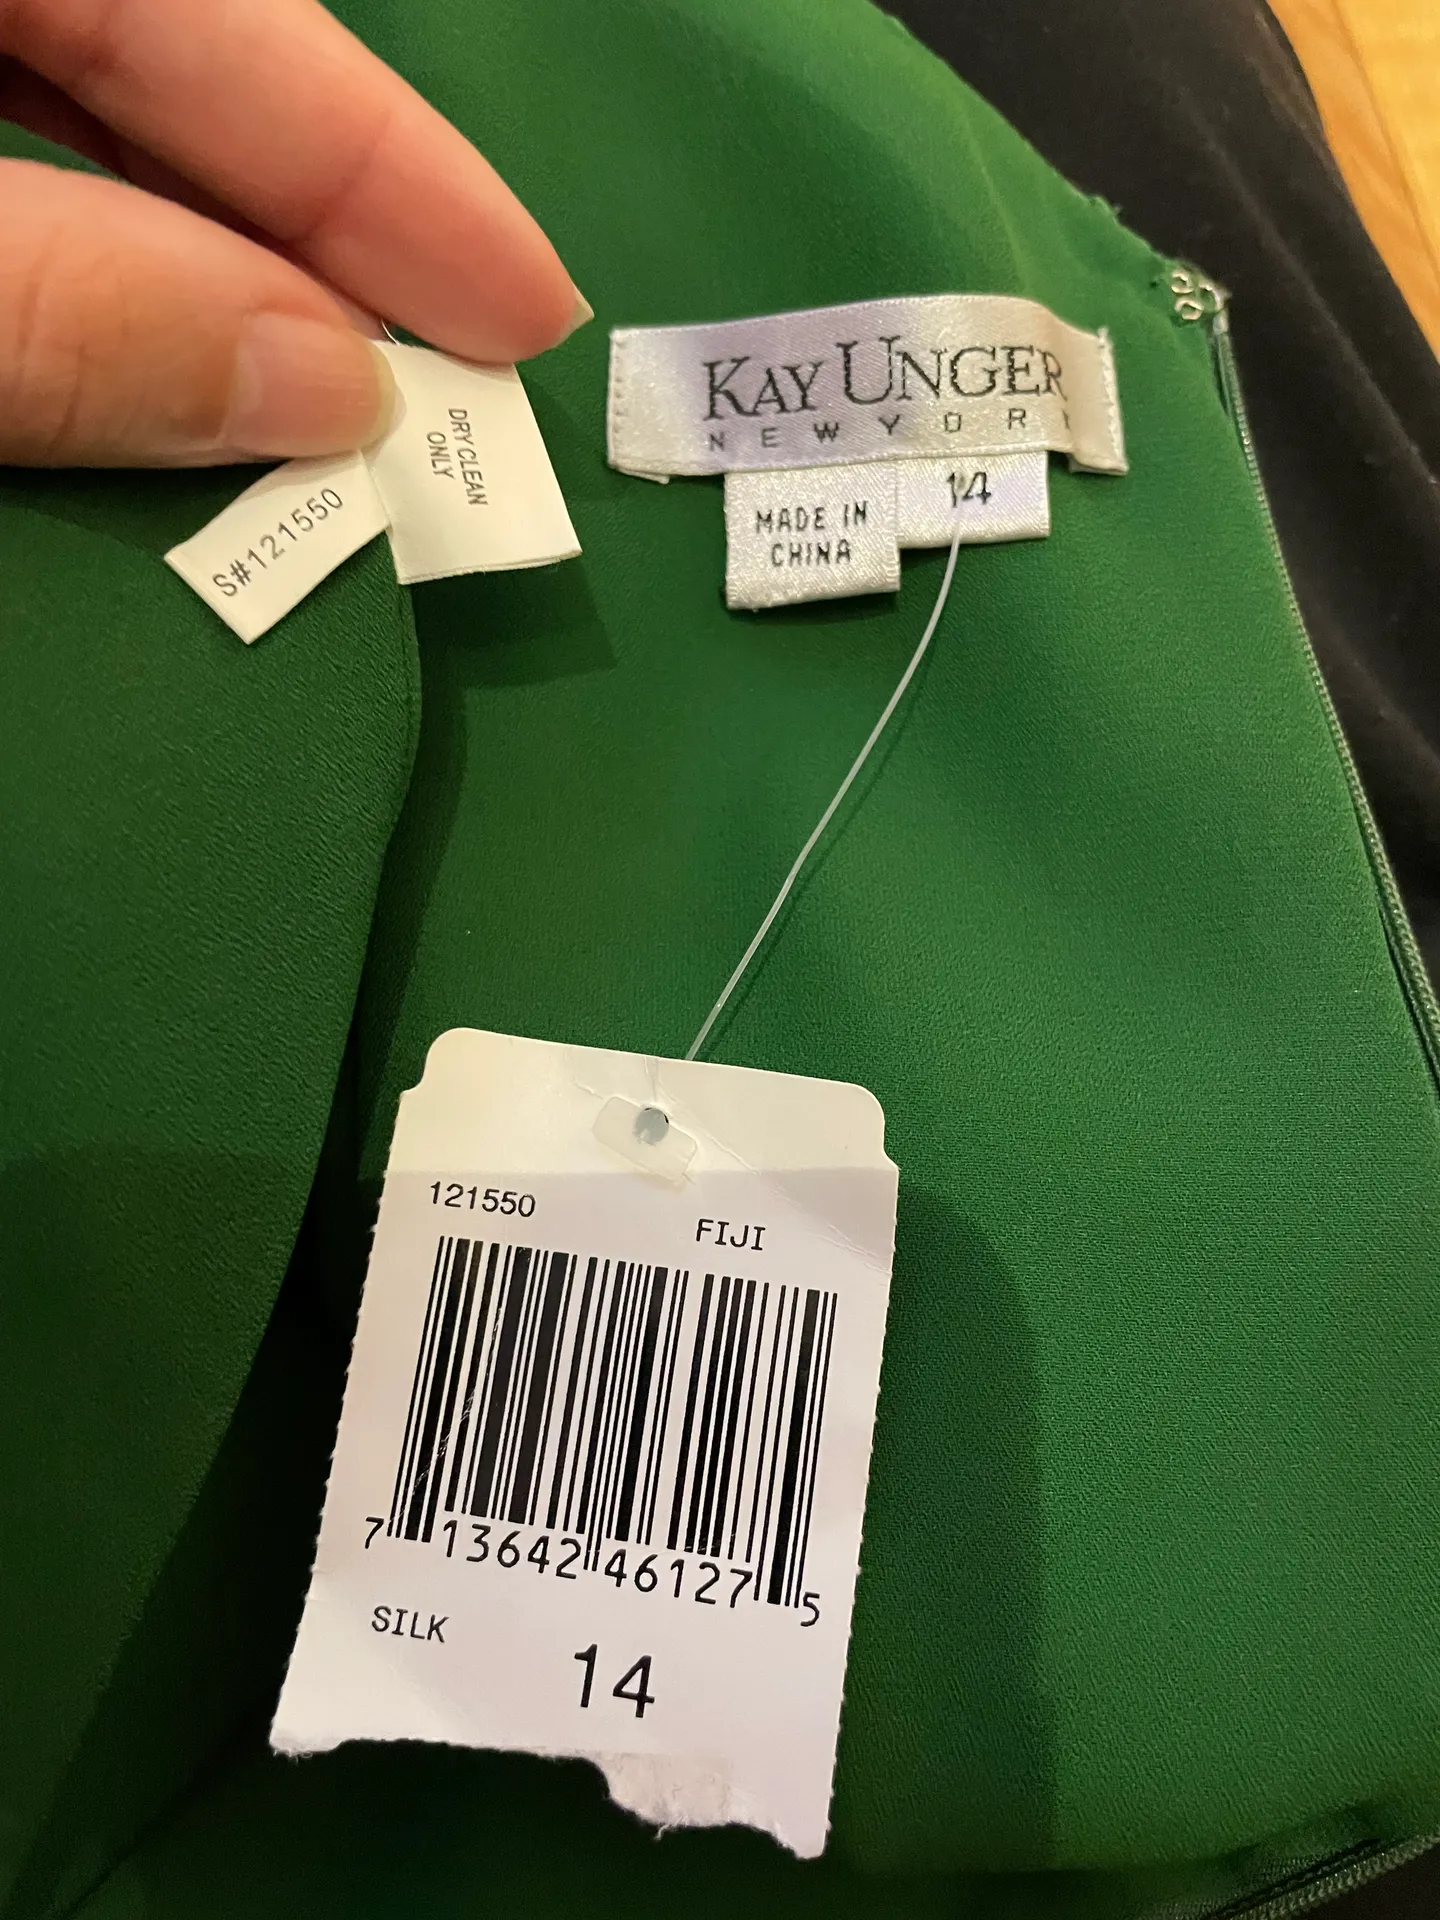 KAY UNGER
NEW YORK
14
MADE IN
CHINA
DRY CLEAN
ONLY
S#121550
121550
FIJI
7 13642 46127 5
SILK
14